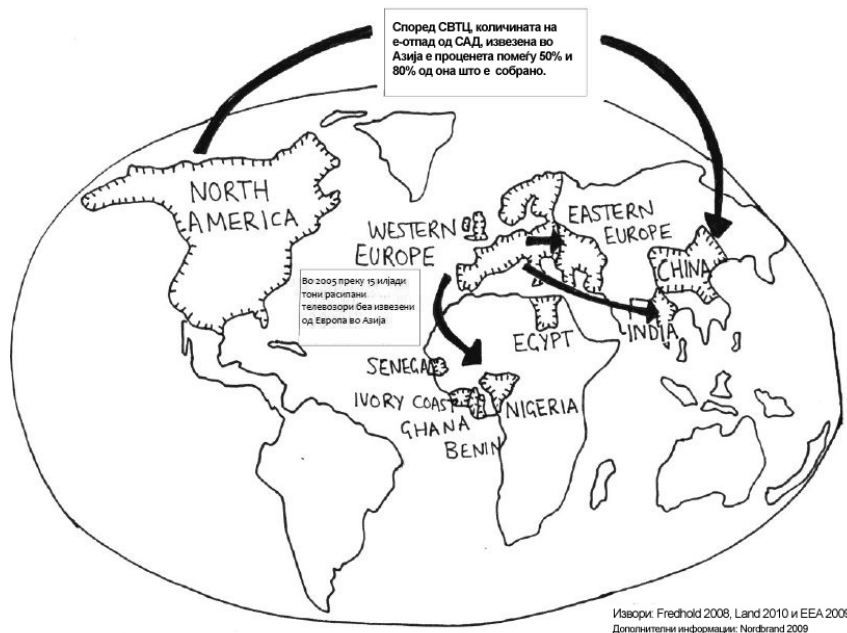 Според СВТЦ, количината на
е-отпад од САД, извезена во
Азија е проценета помеѓу 50% и
80% од она што е собрано.
NORTH
AMERICA
WESTERN
EUROPE
EASTERN
EUROPE
CHINA
Во 2005 преку 15 илјади
тони расипани
телевозори беа извезени
од Европа во Азија
INDIA
EGYPT
SENEGAL
IVORY COAST
NIGERIA
GHANA
BENIN
Извори: Fredhold 2008, Land 2010 и EEA 2009
Дополнителни информации: Nordbrand 2009